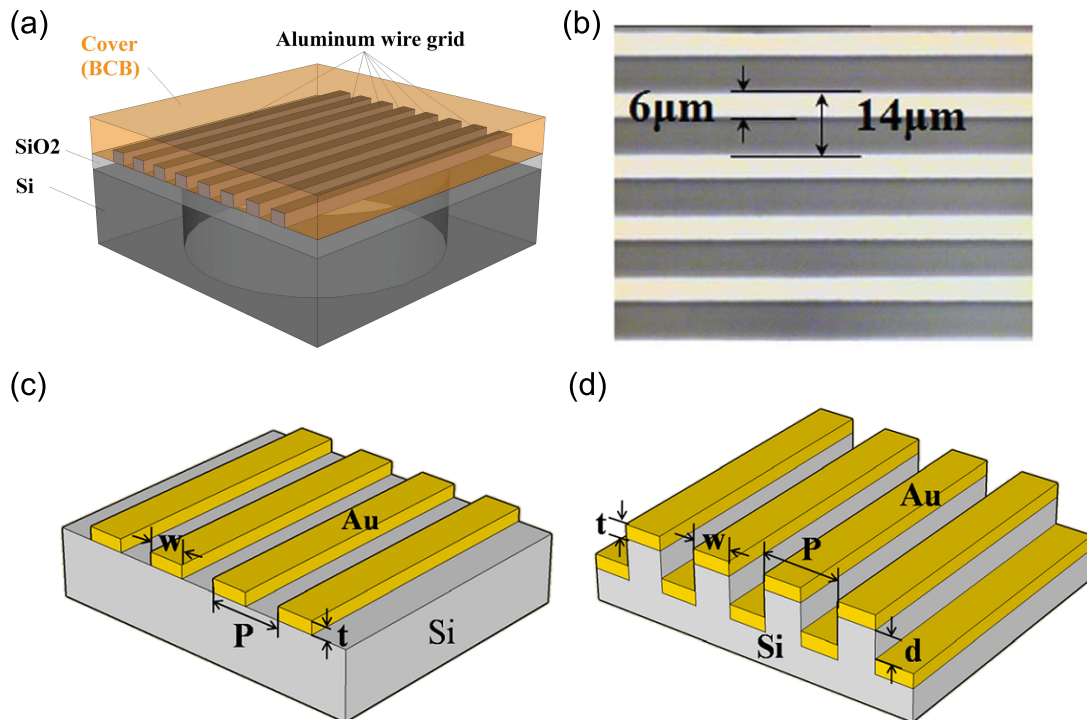 (a)
Cover
(BCB)
Aluminum wire grid
SiO2
Si
(b)
6μm
14μm
(c)
w
Au
P
t
Si
(d)
t
w
P
Au
Si
d